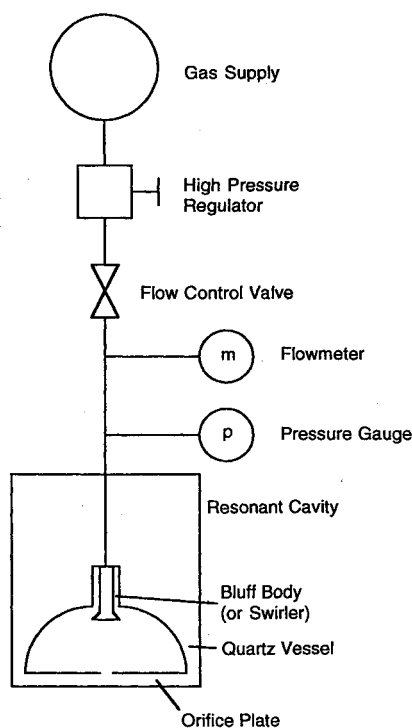 Gas Supply
High Pressure
Regulator
Flow Control Valve
m
Flowmeter
p
Pressure Gauge
Resonant Cavity
Bluff Body
(or Swirler)
Quartz Vessel
Orifice Plate